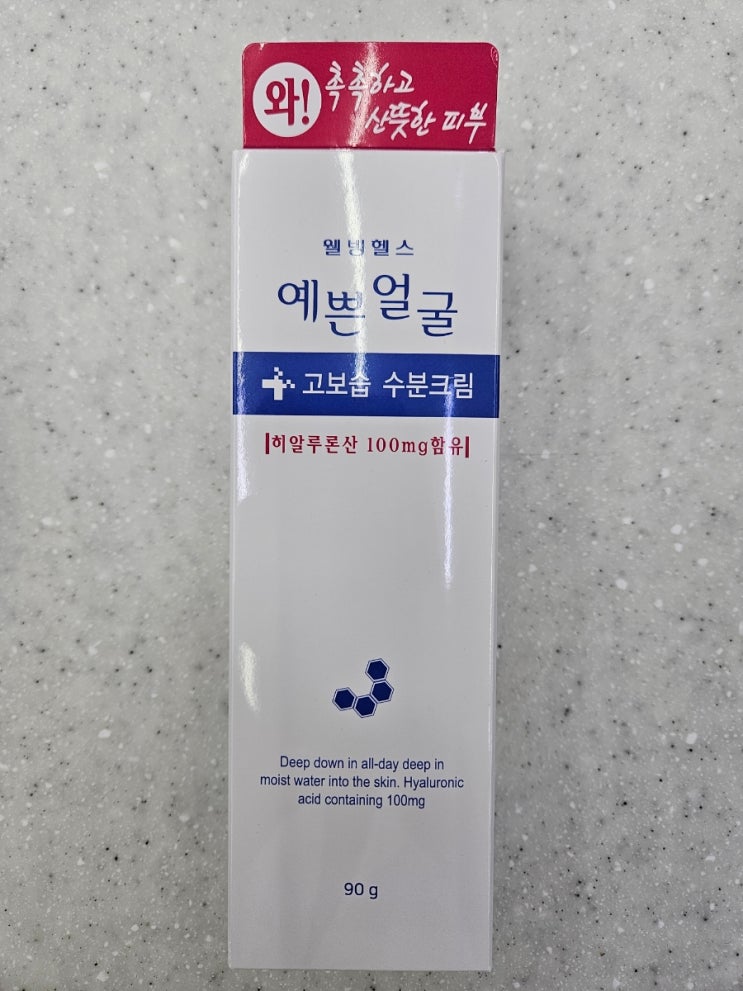 와! 촉촉하고
산뜻한 피부
웰빙헬스
예쁜얼굴
고보습 수분크림
히알루론산 100mg함유
Deep down in all-day deep in
moist water into the skin. Hyaluronic
acid containing 100mg
90 g